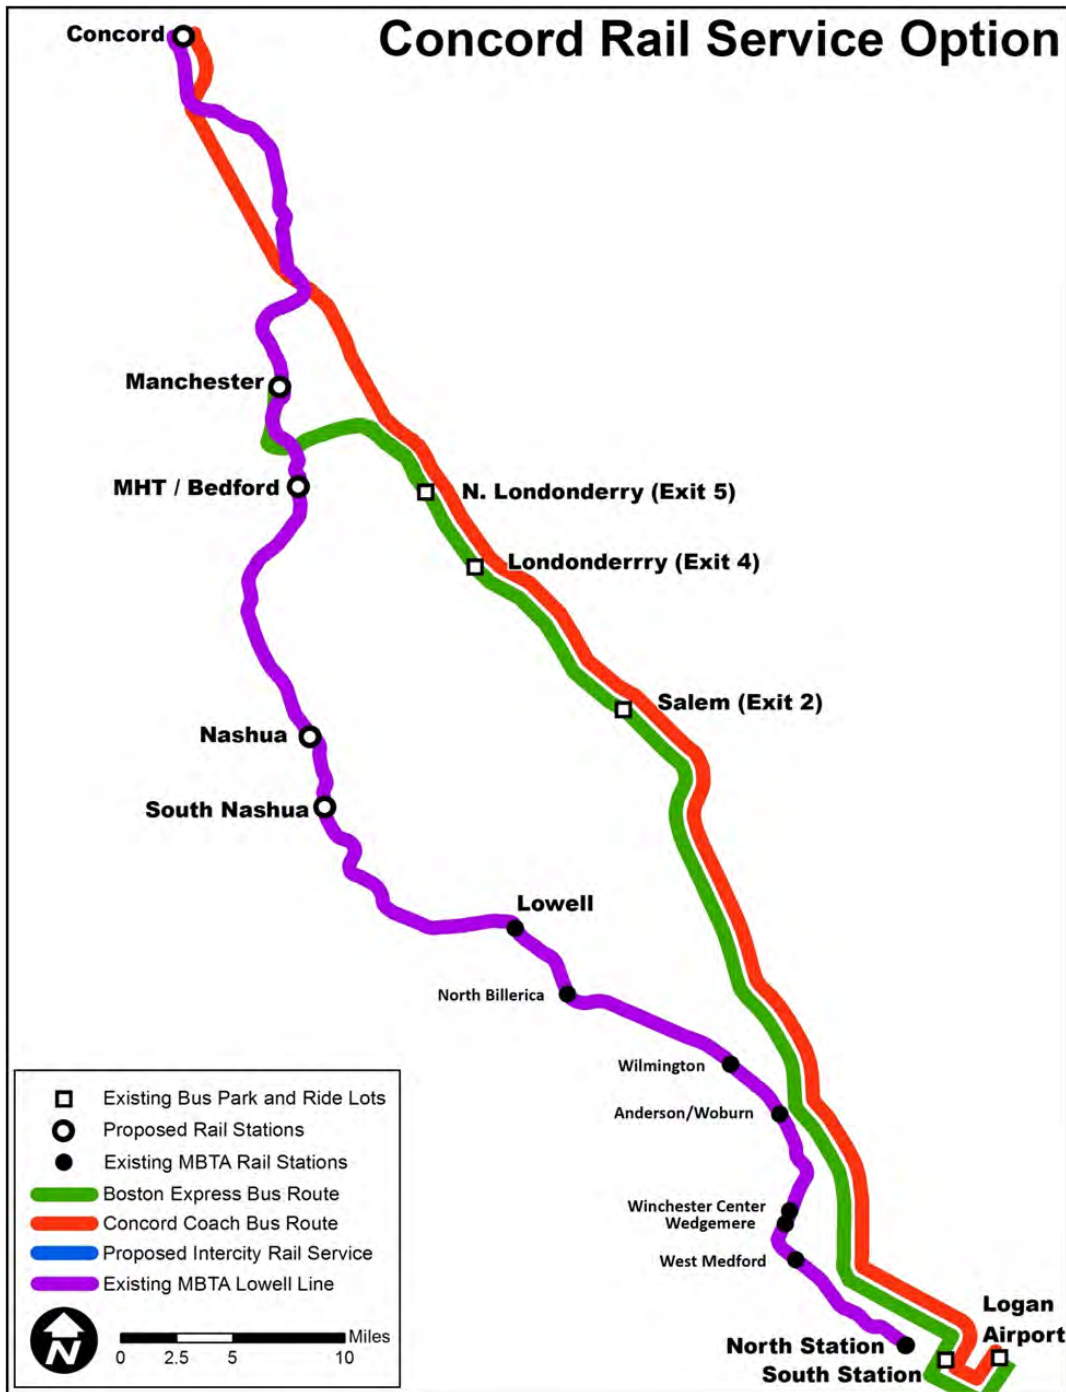 Concord Rail Service Option
Concord
Manchester
MHT / Bedford
N. Londonderry (Exit 5)
Londonderrry (Exit 4)
Salem (Exit 2)
Nashua
South Nashua
Lowell
North Billerica
Wilmington
Anderson/Woburn
Winchester Center
Wedgemere
West Medford
Logan
Airport
North Station
South Station
Existing Bus Park and Ride Lots
Proposed Rail Stations
Existing MBTA Rail Stations
Boston Express Bus Route
Concord Coach Bus Route
Proposed Intercity Rail Service
Existing MBTA Lowell Line
N
Miles
0 2.5 5 10